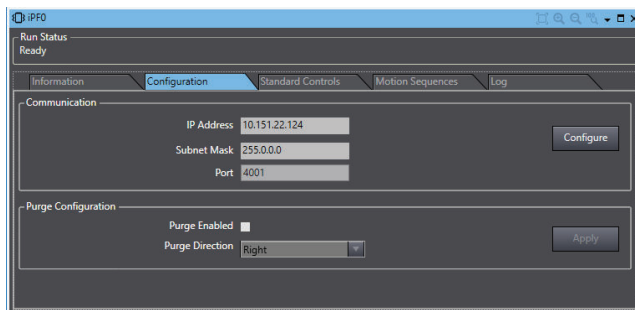 iPF0
Run Status
Ready
Information Configuration Standard Controls Motion Sequences Log
Communication
IP Address 10.151.22.124
Configure
Subnet Mask 255.0.0.0
Port 4001
Purge Configuration
Purge Enabled
Apply
Purge Direction Right